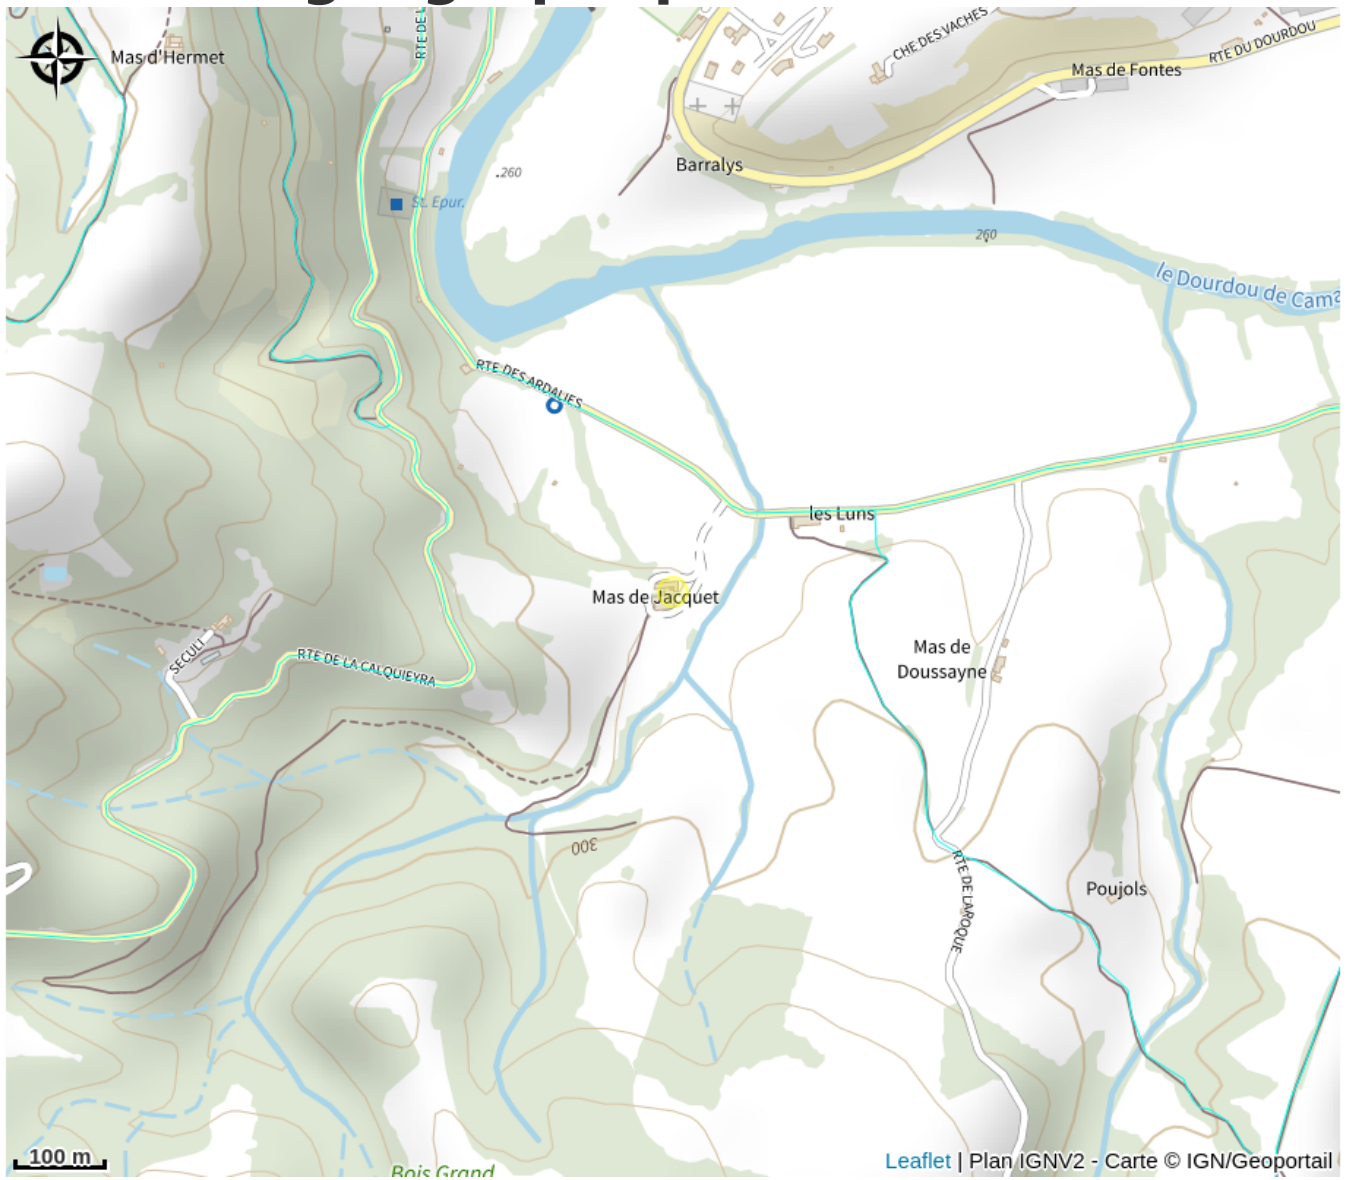 Mas d'Hermet
RTE DE L
CHE DES VACHES
RTE DU DOURDOU
Mas de Fontes
Barralys
260
St. Epur.
260
le Dourdou de Cama
RTE DES ARDALIES
les Luns
Mas de Jacquet
SECULI
RTE DE LA CALQUIEYRA
Mas de
Doussayne
300
RTE DE LAROQUE
Poujols
100 m
Bois Grand
Leaflet | Plan IGNV2 - Carte © IGN/Geoportail